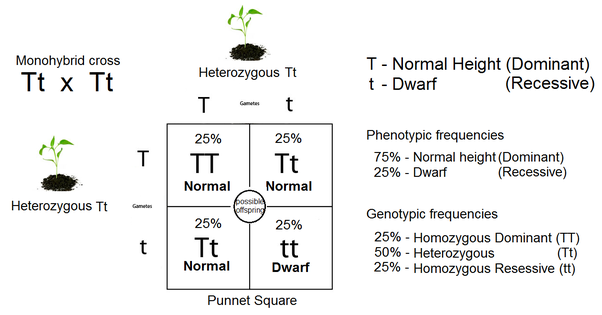 Monohybrid cross
Tt x Tt
Heterozygous Tt
T - Normal Height (Dominant)
t - Dwarf (Recessive)
T Gametes t
Heterozygous Tt
T
Gametes
t
25% 25%
TT Tt
Normal Normal
possible
offspring
25% 25%
Tt tt
Normal Dwarf
Punnet Square
Phenotypic frequencies
75% - Normal height (Dominant)
25% - Dwarf (Recessive)
Genotypic frequencies
25% - Homozygous Dominant (TT)
50% - Heterozygous (Tt)
25% - Homozygous Resessive (tt)